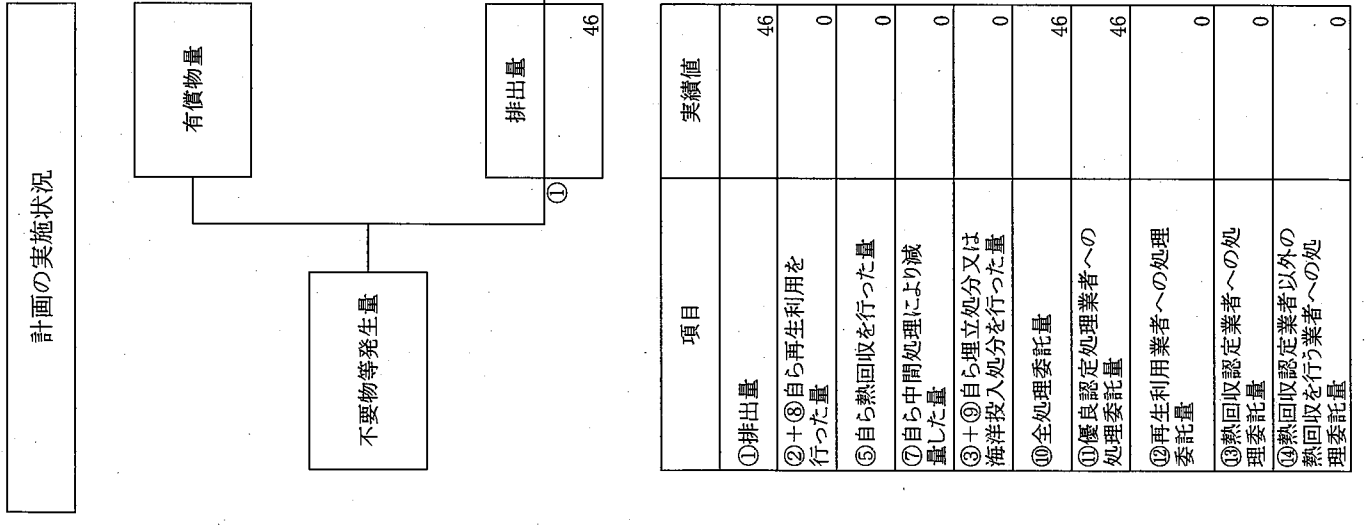 計画の実施状況
有償物量
不要物等発生量
排出量
①
46
項目
実績値
①排出量
46
②+⑧自ら再生利用を
行った量
0
⑤自ら熱回収を行った量
0
⑦自ら中間処理により減
量した量
0
③+⑨自ら埋立処分又は
海洋投入処分を行った量
0
⑩全処理委託量
46
⑪優良認定処理業者への
処理委託量
46
⑫再生利用業者への処理
委託量
0
⑬熱回収認定業者への処
理委託量
0
⑭熱回収認定業者以外の
熱回収を行う業者への処
理委託量
0